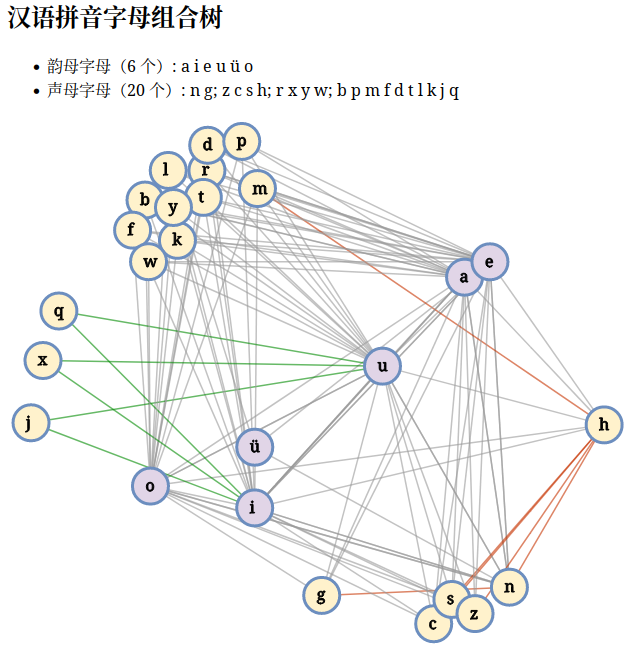 汉语拼音字母组合树
• 韵母字母（6 个）: a i e u ü o
• 声母字母（20 个）: n g; z c s h; r x y w; b p m f d t l k j q
d p
l r
m
b y t
f k
w
e
a
q
x
u
j
h
ü
o
i
n
g s
z
c